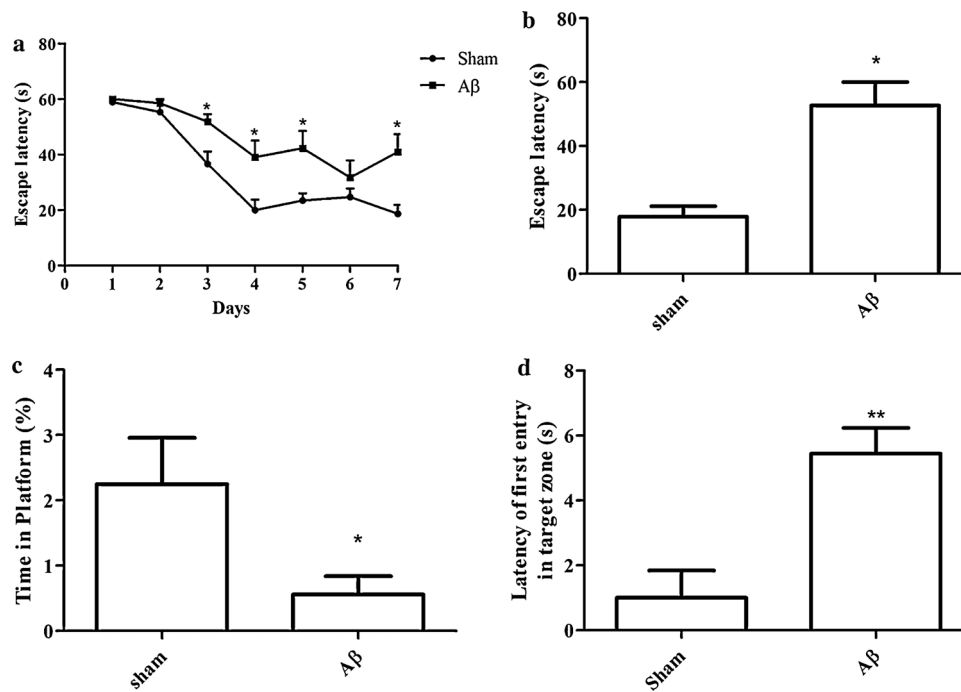 a
80
60
40
20
0
Escape latency (s)
0 1 2 3 4 5 6 7
Days
* * * *
Sham
Aβ
b
80
60
40
20
0
Escape latency (s)
*
sham
Aβ
c
4
3
2
1
0
Time in Platform (%)
*
sham
Aβ
d
8
6
4
2
0
Latency of first entry
in target zone (s)
**
Sham
Aβ